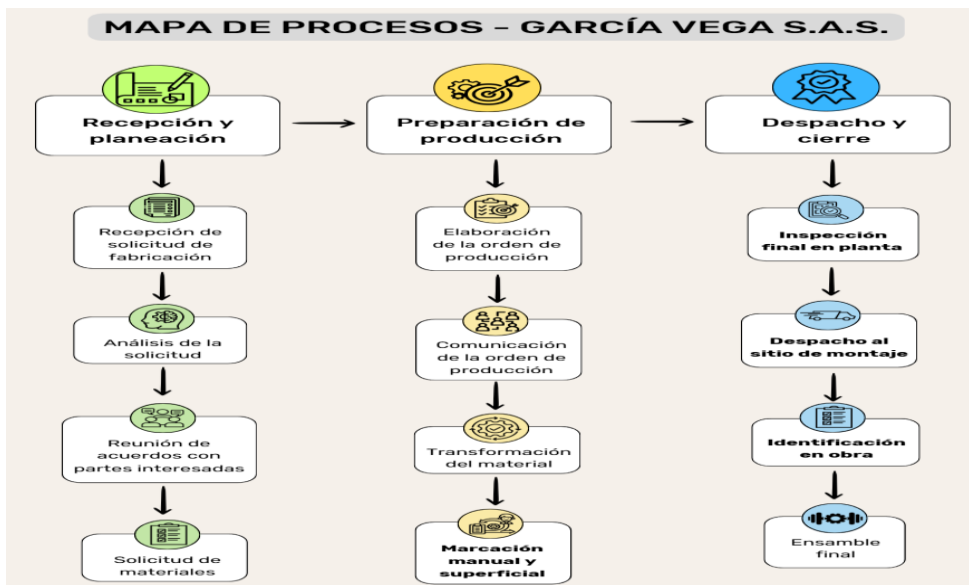 MAPA DE PROCESOS - GARCÍA VEGA S.A.S.
Recepción y
planeación
Recepción de
solicitud de
fabricación
Análisis de la
solicitud
Reunión de
acuerdos con
partes interesadas
Solicitud de
materiales
Preparación de
producción
Elaboración
de la orden de
producción
Comunicación
de la orden de
producción
Transformación
del material
Marcación
manual y
superficial
Despacho y
cierre
Inspección
final en planta
Despacho al
sitio de montaje
Identificación
en obra
Ensamble
final